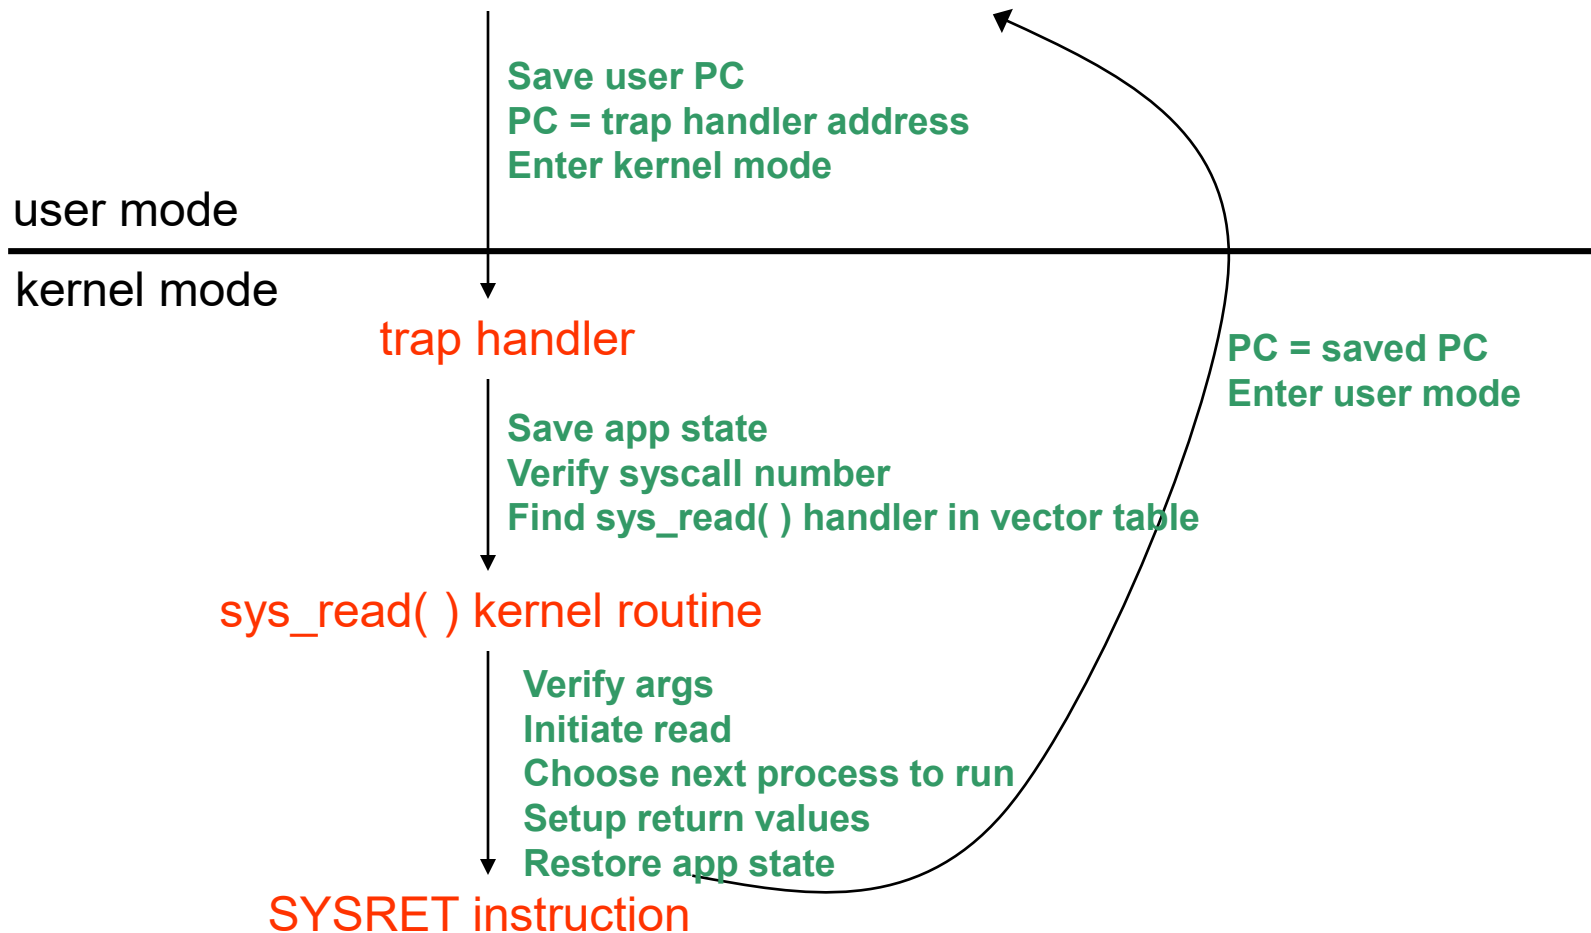 Save user PC
PC = trap handler address
Enter kernel mode
user mode
kernel mode
trap handler
PC = saved PC
Enter user mode
Save app state
Verify syscall number
Find sys_read( ) handler in vector table
sys_read( ) kernel routine
Verify args
Initiate read
Choose next process to run
Setup return values
Restore app state
SYSRET instruction